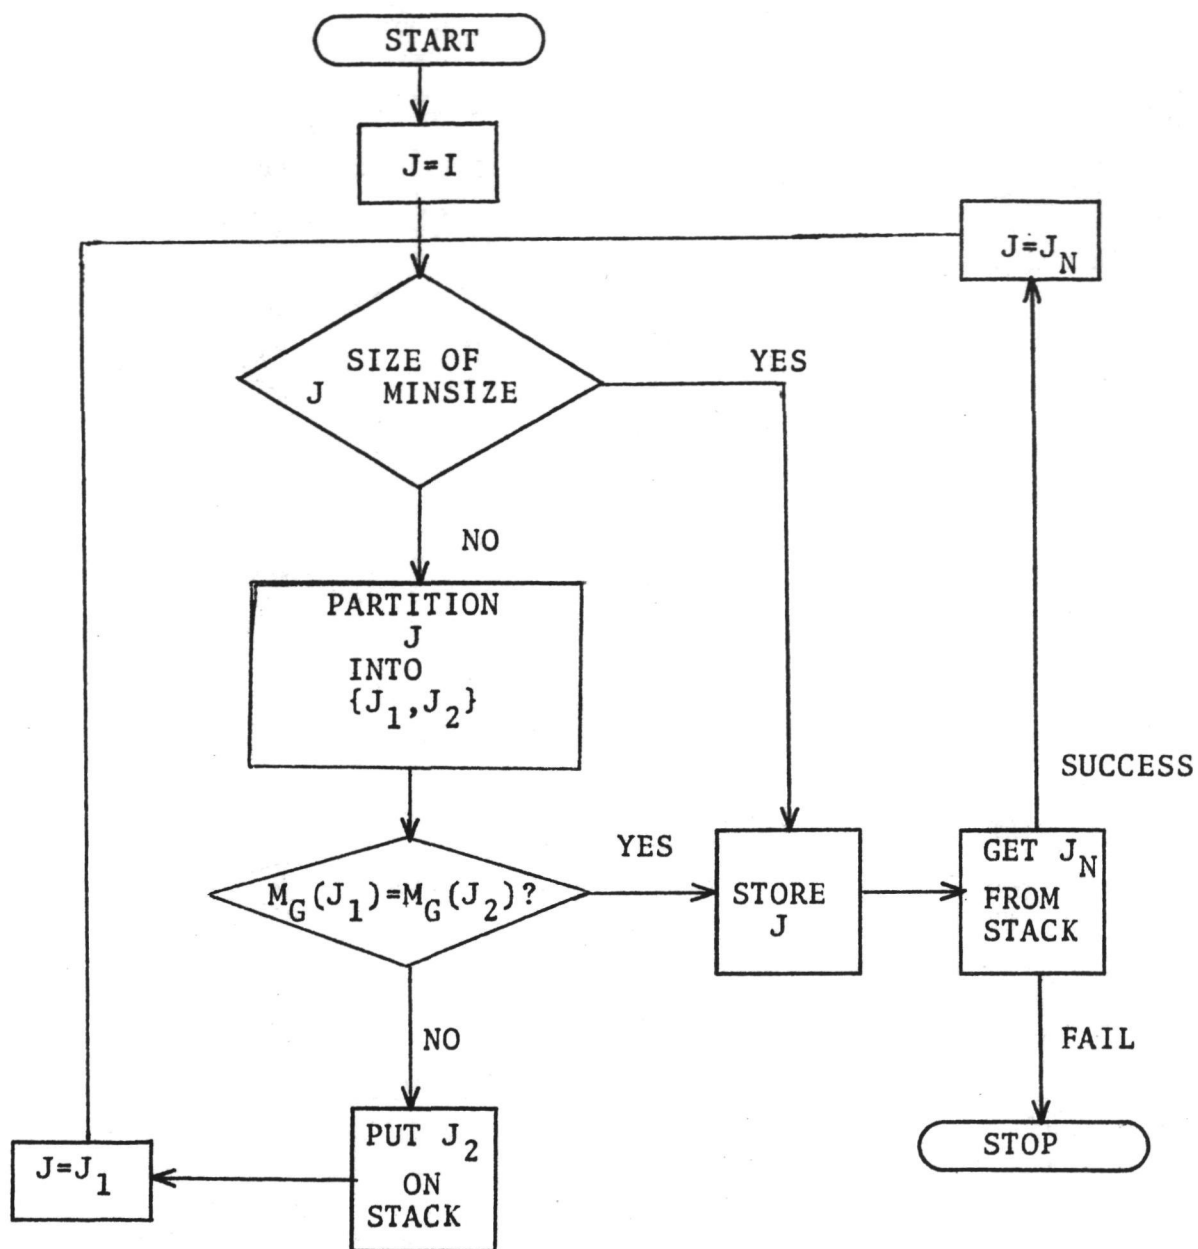 START
J=I
J=J_N
SIZE OF
J MINSIZE
YES
NO
PARTITION
J
INTO
{J_1,J_2}
SUCCESS
M_G(J_1)=M_G(J_2)?
YES
STORE
J
GET J_N
FROM
STACK
NO
FAIL
PUT J_2
ON
STACK
J=J_1
STOP